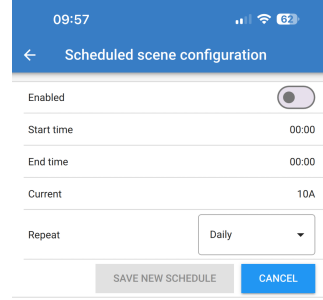 09:57 62
Scheduled scene configuration
Enabled
Start time 00:00
End time 00:00
Current 10A
Repeat Daily
SAVE NEW SCHEDULE CANCEL